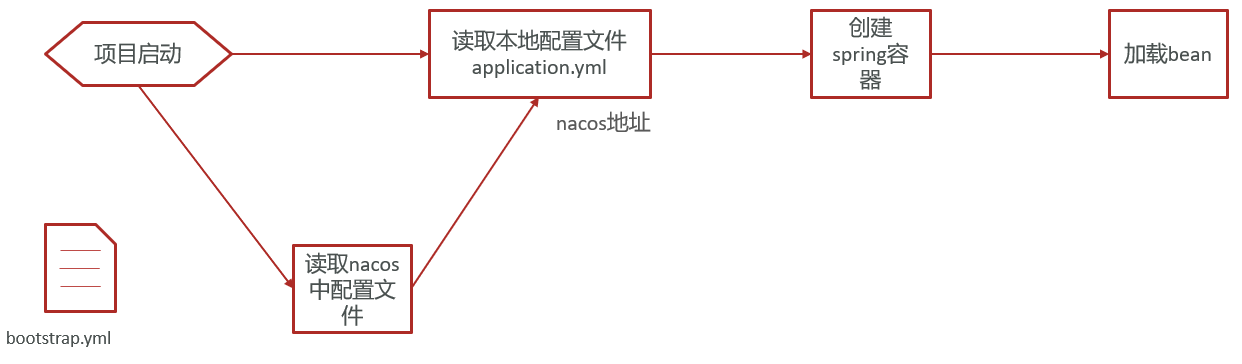 项目启动
读取本地配置文件
application.yml
创建
spring容
器
加载bean
nacos地址
读取nacos
中配置文
件
bootstrap.yml